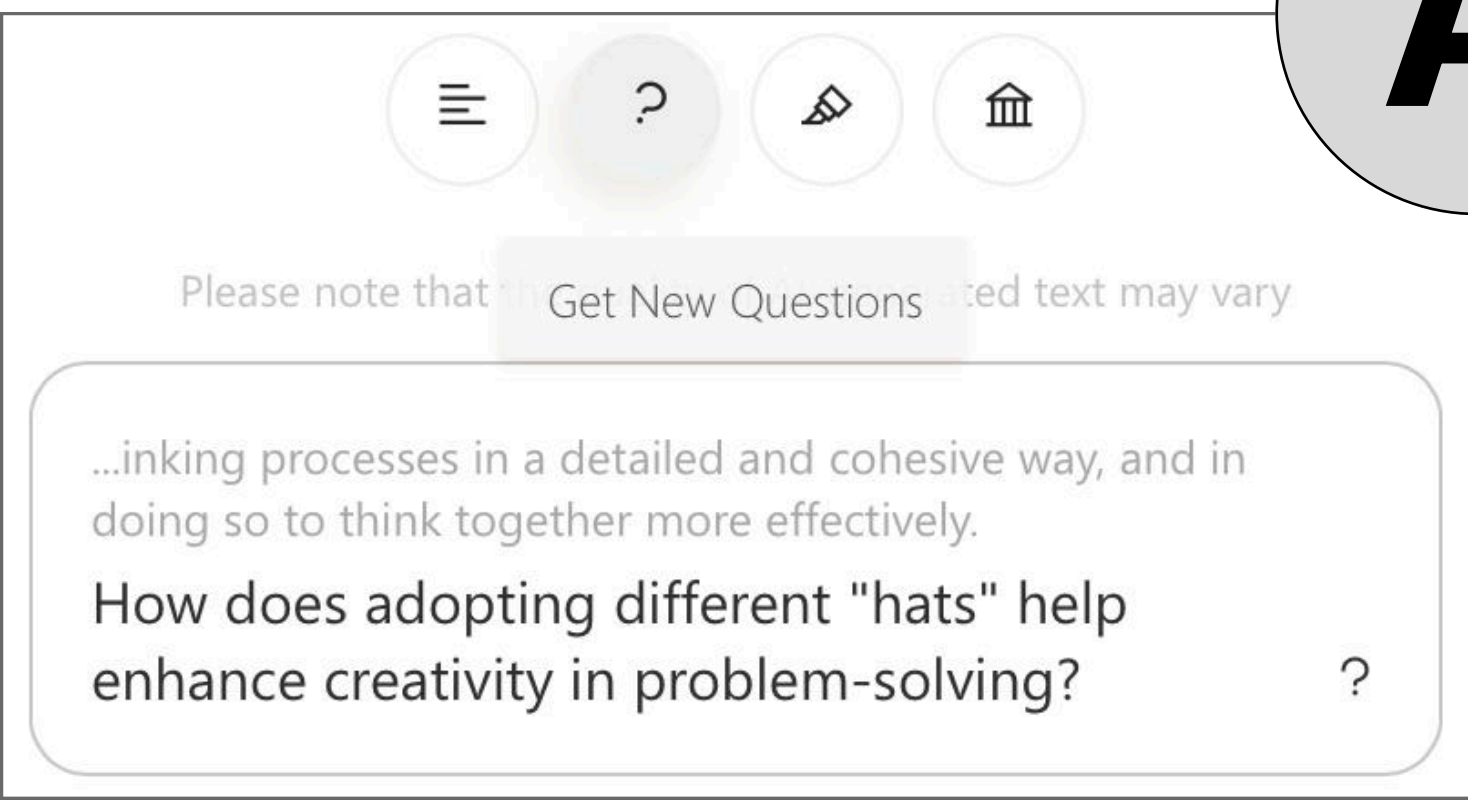 A
?
Get New Questions
Please note that ted text may vary
...inking processes in a detailed and cohesive way, and in
doing so to think together more effectively.
How does adopting different "hats" help
enhance creativity in problem-solving?
?